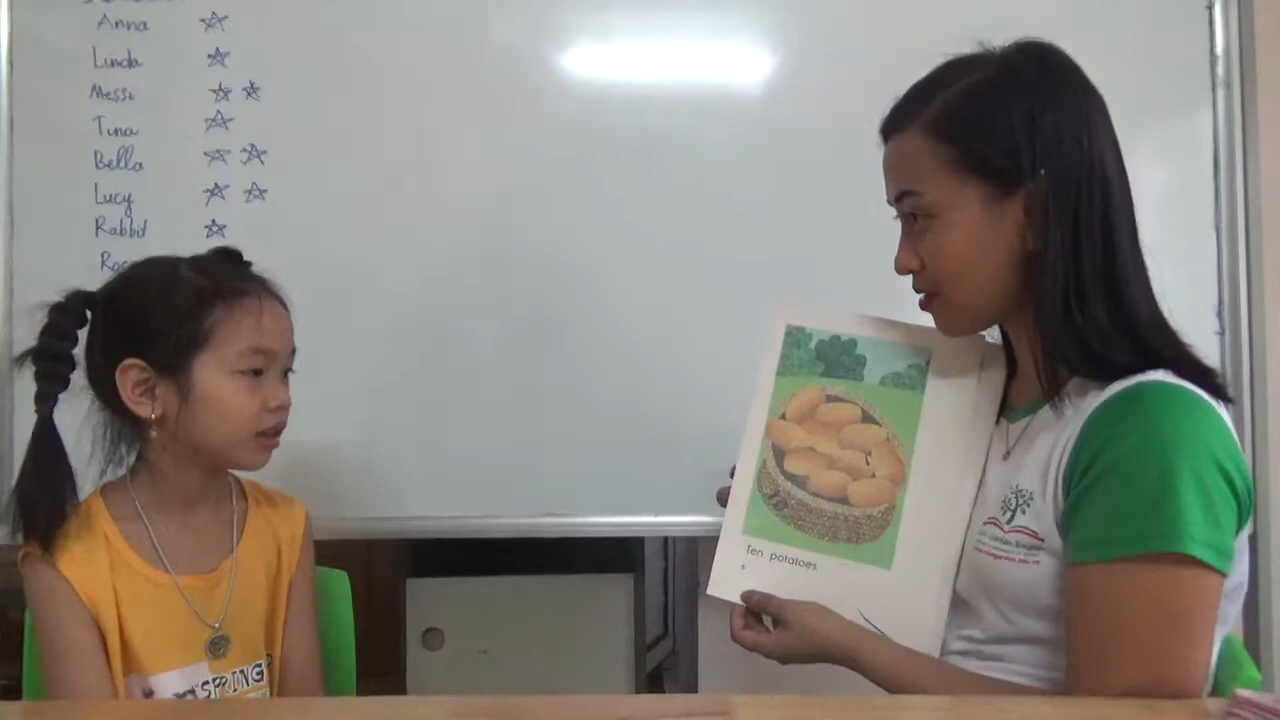 Anna
Linda
Messi
Tina
Bella
Lucy
Rabbit
Ten potatoes
SPRING